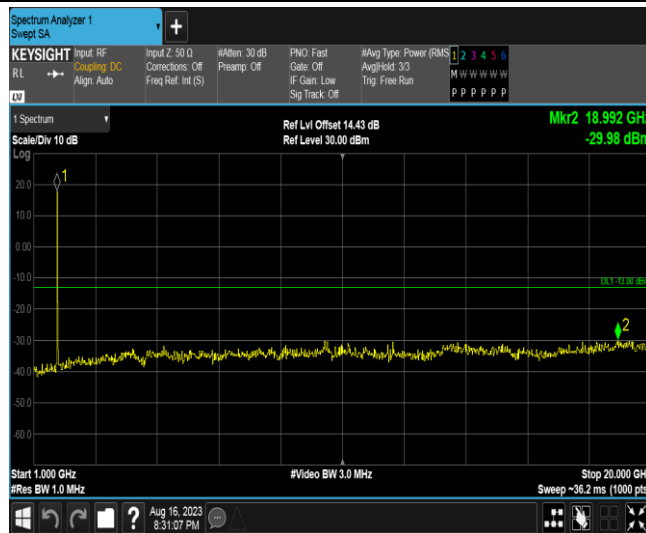 Spectrum Analyzer 1
Swept SA
+
KEYSIGHT
RL
LXI
Input: RF
Coupling: DC
Align: Auto
Input Z: 50 Ω
Corrections: Off
Freq Ref: Int (S)
#Atten: 30 dB
Preamp: Off
PNO: Fast
Gate: Off
IF Gain: Low
Sig Track: Off
#Avg Type: Power (RMS
Avg|Hold: 3/3
Trig: Free Run
1 2 3 4 5 6
M W W W W W
P P P P P P
1 Spectrum
Scale/Div 10 dB
Ref Lvl Offset 14.43 dB
Ref Level 30.00 dBm
Mkr2 18.992 GHz
-29.98 dBm
Log
20.0
10.0
0.00
-10.0
-20.0
-30.0
-40.0
-50.0
-60.0
1
2
DL1 -13.00 dBm
Start 1.000 GHz
#Res BW 1.0 MHz
#Video BW 3.0 MHz
Stop 20.000 GHz
Sweep ~36.2 ms (1000 pts)
?
Aug 16, 2023
8:31:07 PM